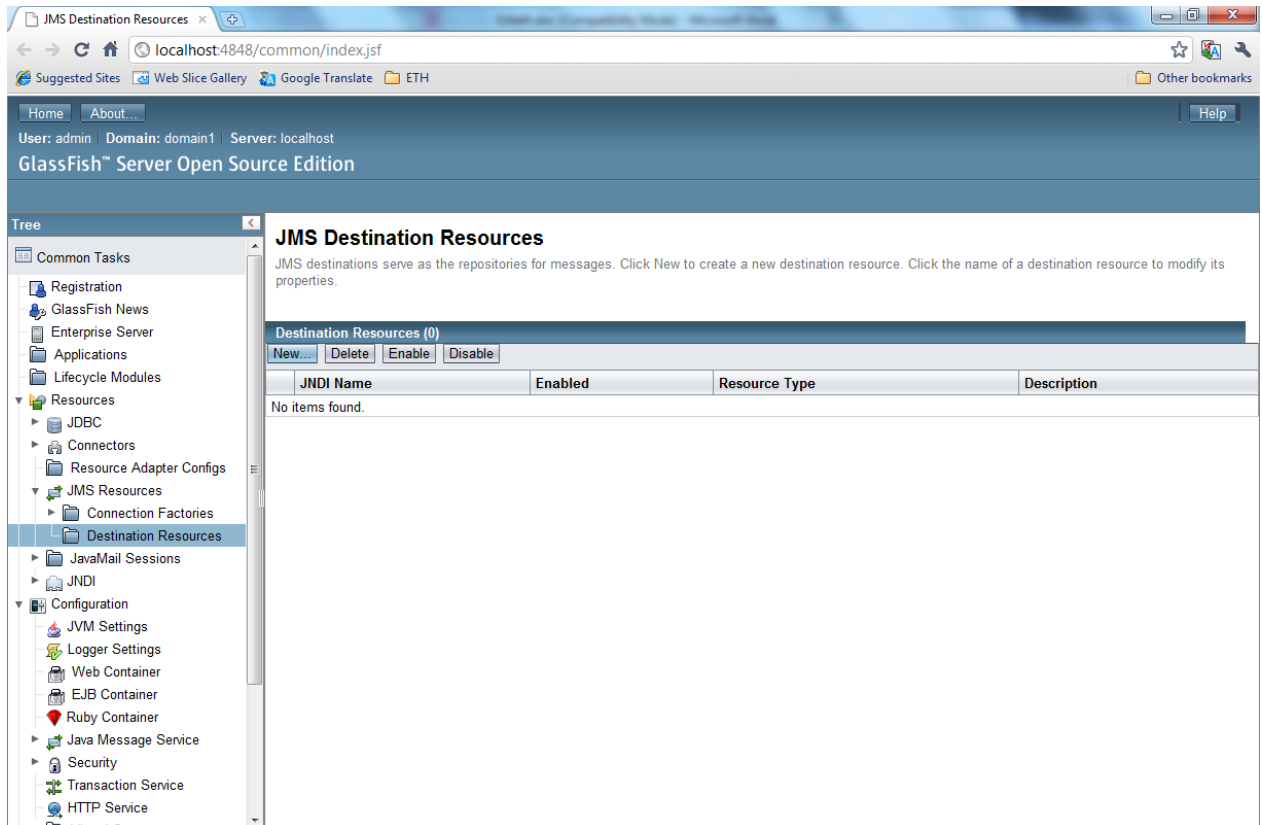 JMS Destination Resources
localhost:4848/common/index.jsf
Suggested Sites Web Slice Gallery Google Translate ETH Other bookmarks
Home About... Help
User: admin Domain: domain1 Server: localhost
GlassFish™ Server Open Source Edition
Tree
Common Tasks
Registration
GlassFish News
Enterprise Server
Applications
Lifecycle Modules
Resources
JDBC
Connectors
Resource Adapter Configs
JMS Resources
Connection Factories
Destination Resources
JavaMail Sessions
JNDI
Configuration
JVM Settings
Logger Settings
Web Container
EJB Container
Ruby Container
Java Message Service
Security
Transaction Service
HTTP Service
JMS Destination Resources
JMS destinations serve as the repositories for messages. Click New to create a new destination resource. Click the name of a destination resource to modify its
properties.
Destination Resources (0)
New... Delete Enable Disable
JNDI Name Enabled Resource Type Description
No items found.